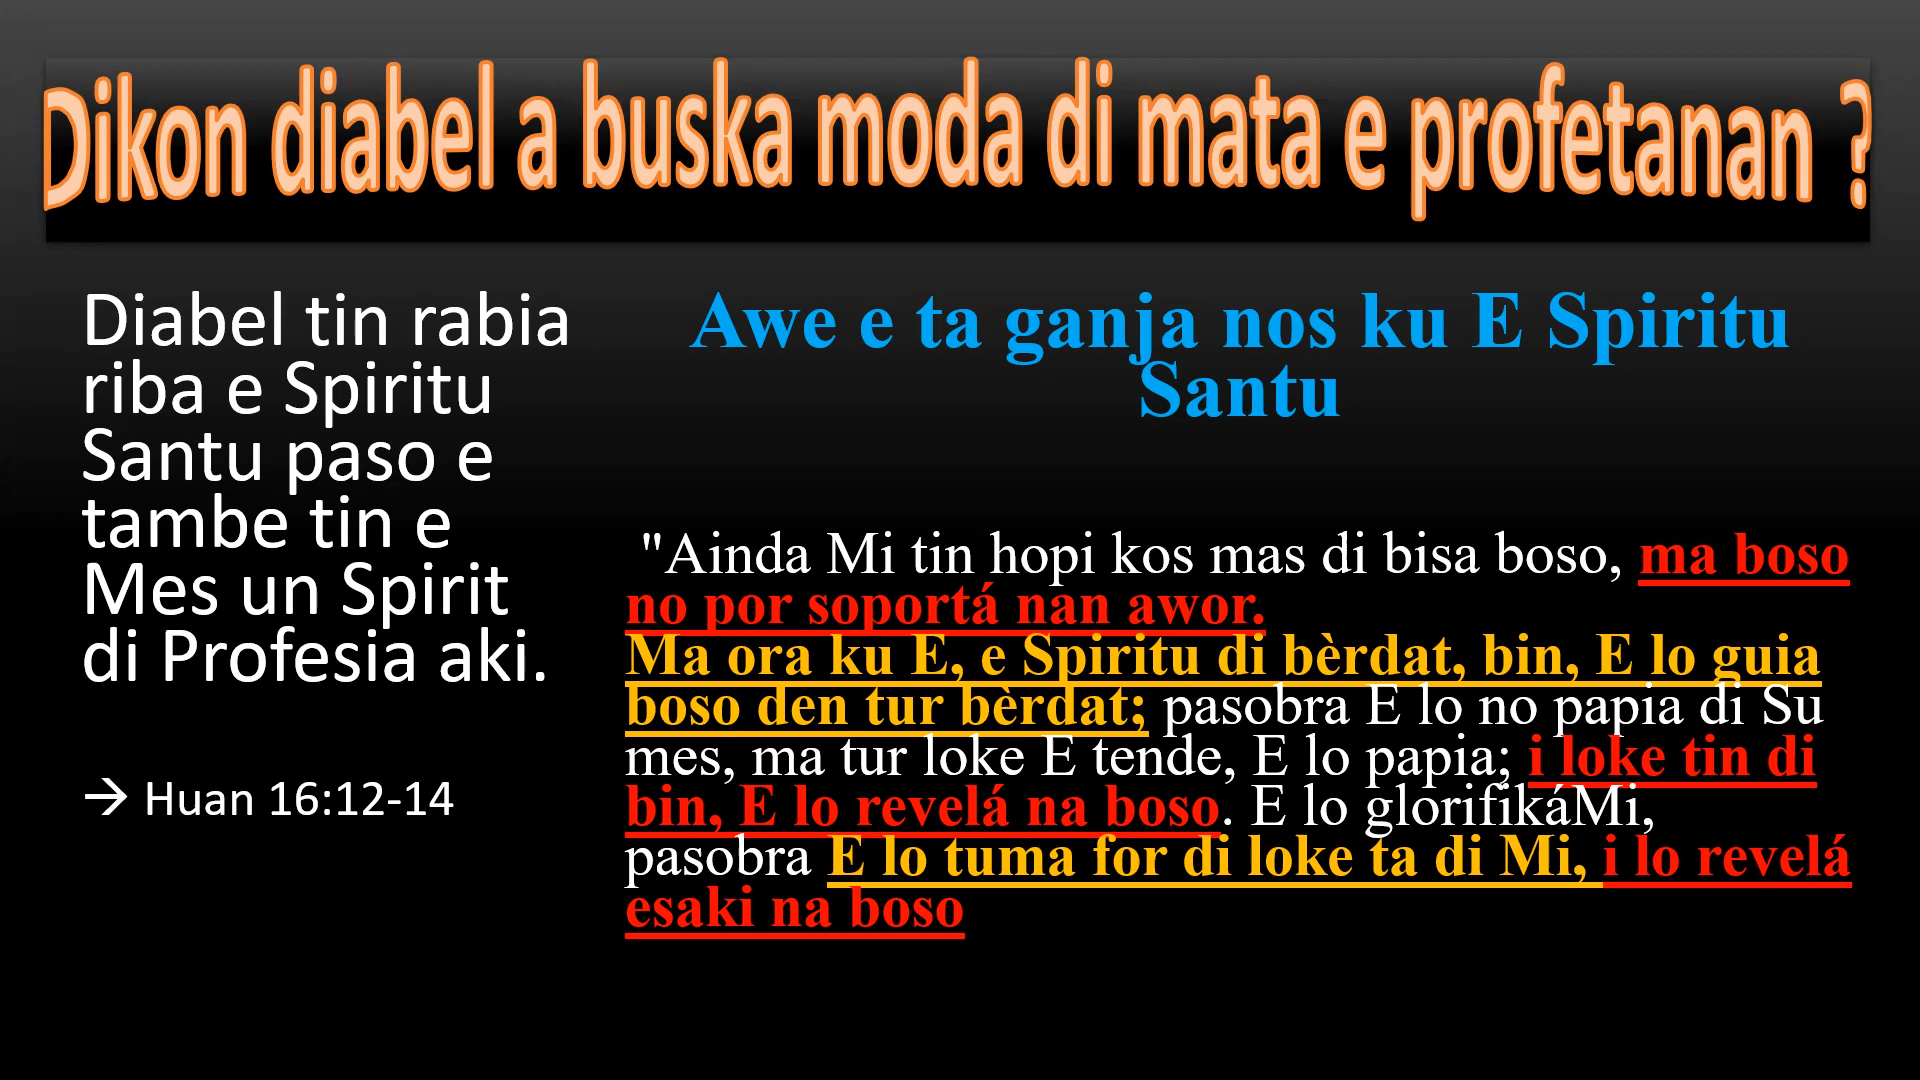 Dikon diabel a buska moda di mata e profetanan ?
Diabel tin rabia
riba e Spiritu
Santu paso e
tambe tin e
Mes un Spirit
di Profesia aki.
→ Huan 16:12-14
Awe e ta ganja nos ku E Spiritu
Santu
"Ainda Mi tin hopi kos mas di bisa boso, ma boso
no por soportá nan awor.
Ma ora ku E, e Spiritu di bèrdat, bin, E lo guia
boso den tur bèrdat; pasobra E lo no papia di Su
mes, ma tur loke E tende, E lo papia; i loke tin di
bin, E lo revelá na boso. E lo glorifikáMi,
pasobra E lo tuma for di loke ta di Mi, i lo revelá
esaki na boso